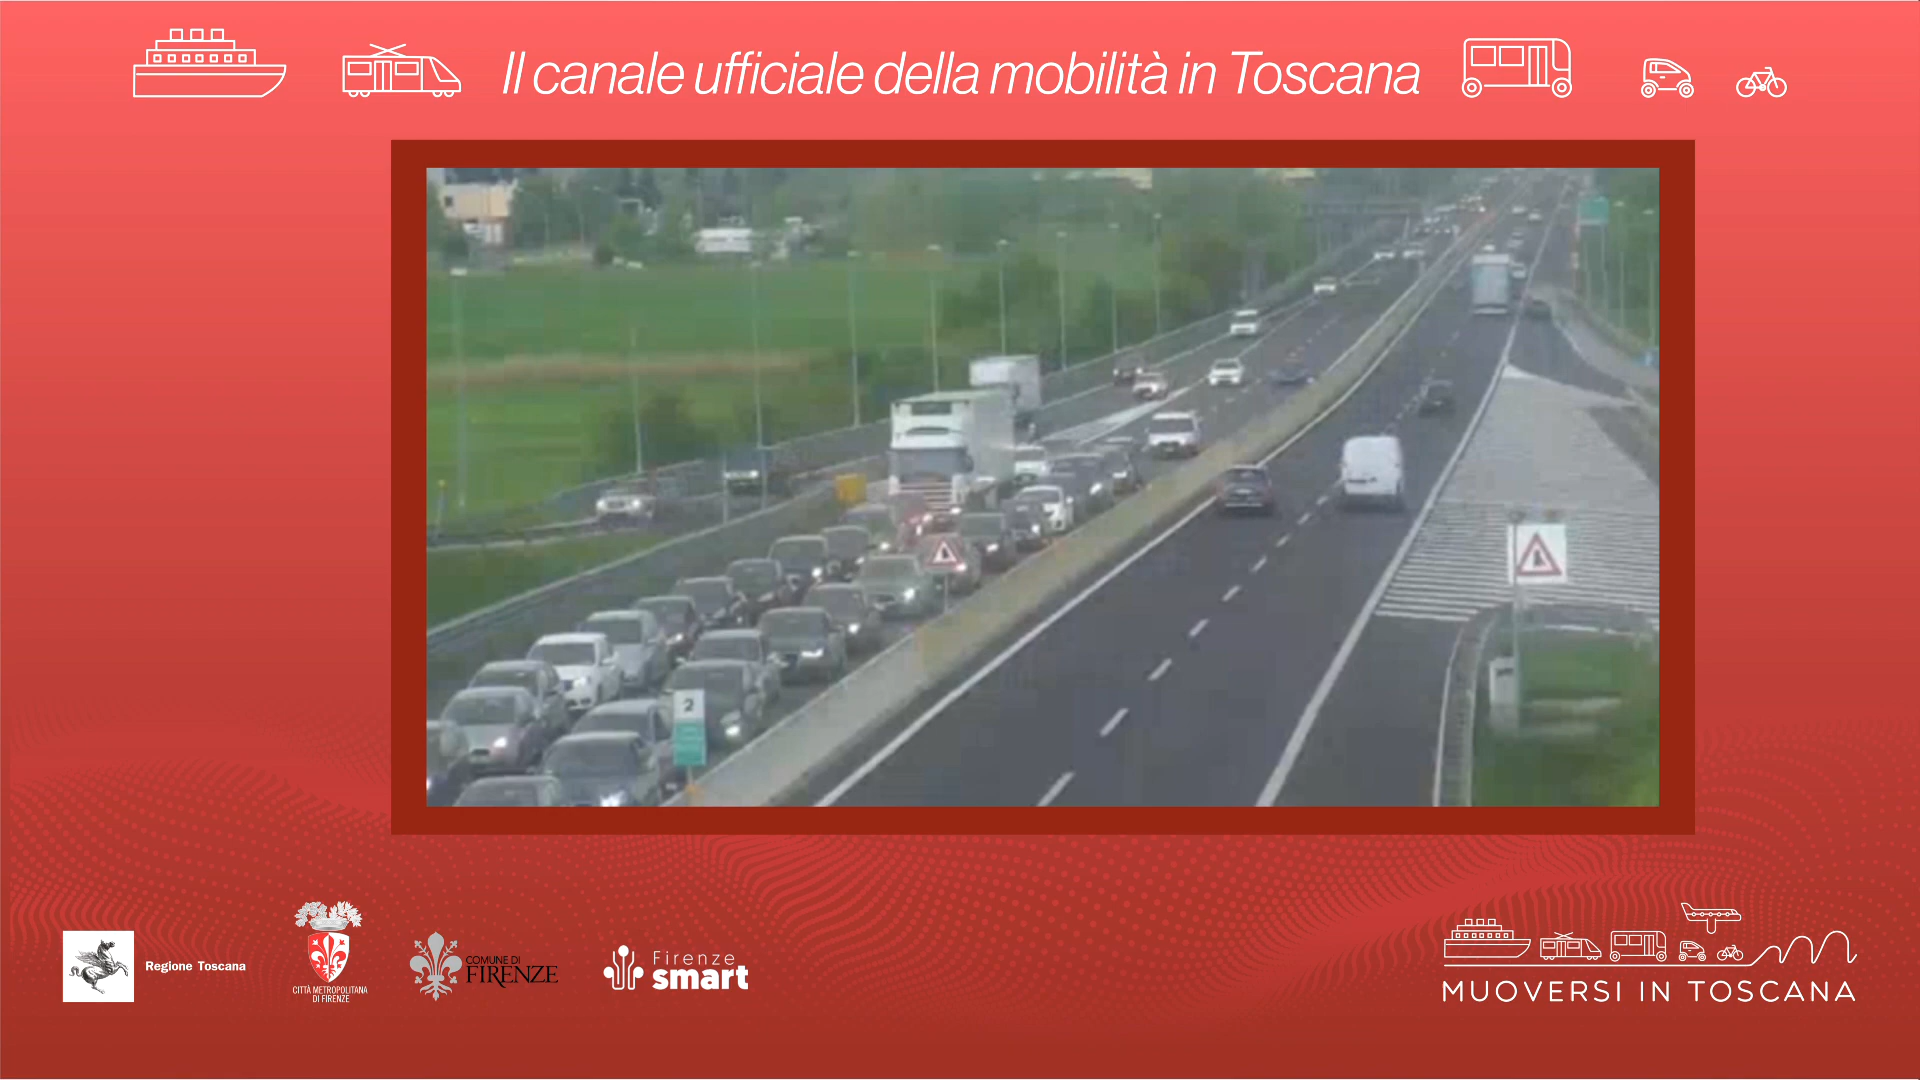 Il canale ufficiale della mobilità in Toscana
2
Regione Toscana
CITTÀ METROPOLITANA
DI FIRENZE
COMUNE DI
FIRENZE
Firenze
smart
MUOVERSI IN TOSCANA